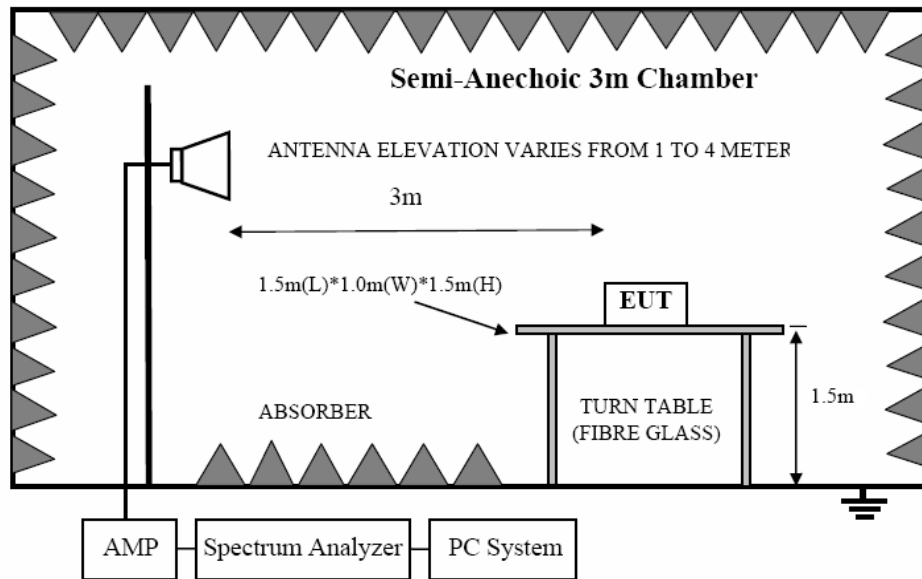 Semi-Anechoic 3m Chamber
ANTENNA ELEVATION VARIES FROM 1 TO 4 METER
3m
1.5m(L)*1.0m(W)*1.5m(H)
EUT
1.5m
ABSORBER
TURN TABLE
(FIBRE GLASS)
AMP
Spectrum Analyzer
PC System